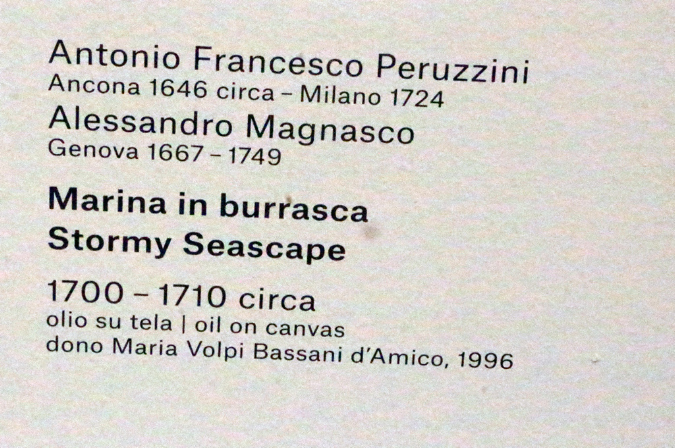 Antonio Francesco Peruzzini
Ancona 1646 circa – Milano 1724
Alessandro Magnasco
Genova 1667 – 1749
Marina in burrasca
Stormy Seascape
1700 – 1710 circa
olio su tela | oil on canvas
dono Maria Volpi Bassani d'Amico, 1996